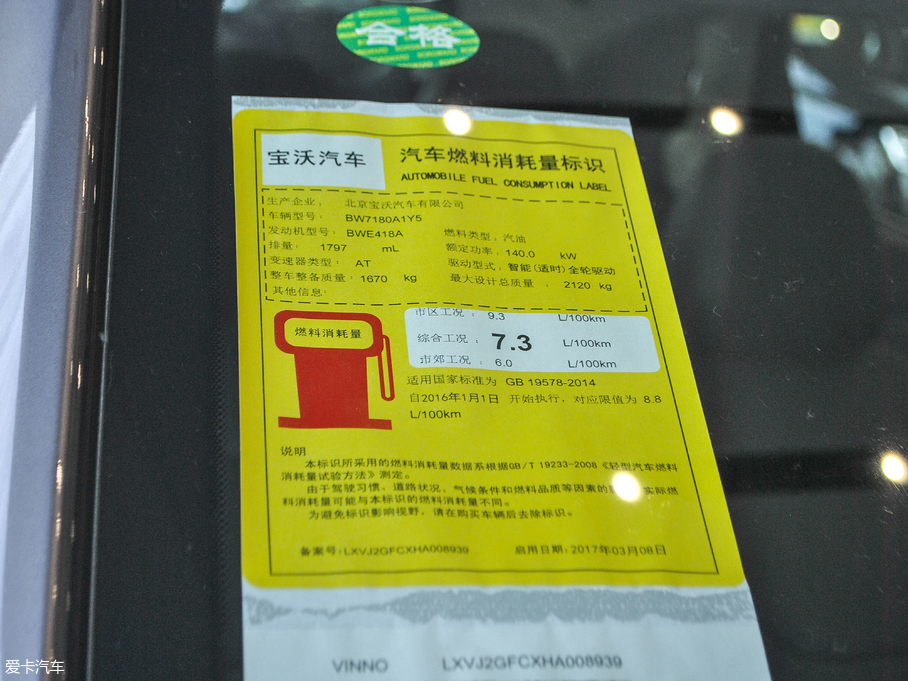 合格
宝沃汽车
汽车燃料消耗量标识
AUTOMOBILE FUEL CONSUMPTION LABEL
生产企业： 北京宝沃汽车有限公司
车辆型号： BW7180A1Y5
发动机型号： BWE418A 燃料类型： 汽油
排量： 1797 mL 额定功率： 140.0 kW
变速器类型： AT 驱动型式： 智能(适时)全轮驱动
整车整备质量： 1670 kg 最大设计总质量： 2120 kg
其他信息：
燃料消耗量
市区工况： 9.3 L/100km
综合工况： 7.3 L/100km
市郊工况： 6.0 L/100km
适用国家标准为 GB 19578-2014
自2016年1月1日 开始执行，对应限值为 8.8
L/100km
说明
本标识所采用的燃料消耗量数据系根据GB/T 19233-2008《轻型汽车燃料
消耗量试验方法》测定。
由于驾驶习惯、道路状况、气候条件和燃料品质等因素的 实际燃
料消耗量可能与本标识的燃料消耗量不同。
为避免标识影响视野，请在购买车辆后去除标识。
备案号：LXVJ2GFCXHA008939 启用日期：2017年03月08日
VINNO LXVJ2GFCXHA008939
爱卡汽车